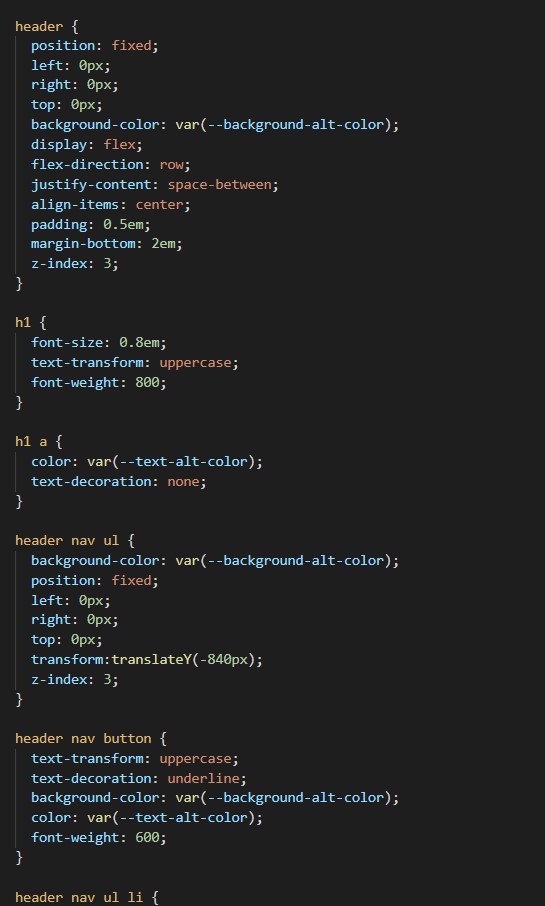 header {
position: fixed;
left: 0px;
right: 0px;
top: 0px;
background-color: var(--background-alt-color);
display: flex;
flex-direction: row;
justify-content: space-between;
align-items: center;
padding: 0.5em;
margin-bottom: 2em;
z-index: 3;
}
h1 {
font-size: 0.8em;
text-transform: uppercase;
font-weight: 800;
}
h1 a {
color: var(--text-alt-color);
text-decoration: none;
}
header nav ul {
background-color: var(--background-alt-color);
position: fixed;
left: 0px;
right: 0px;
top: 0px;
transform:translateY(-840px);
z-index: 3;
}
header nav button {
text-transform: uppercase;
text-decoration: underline;
background-color: var(--background-alt-color);
color: var(--text-alt-color);
font-weight: 600;
}
header nav ul li {